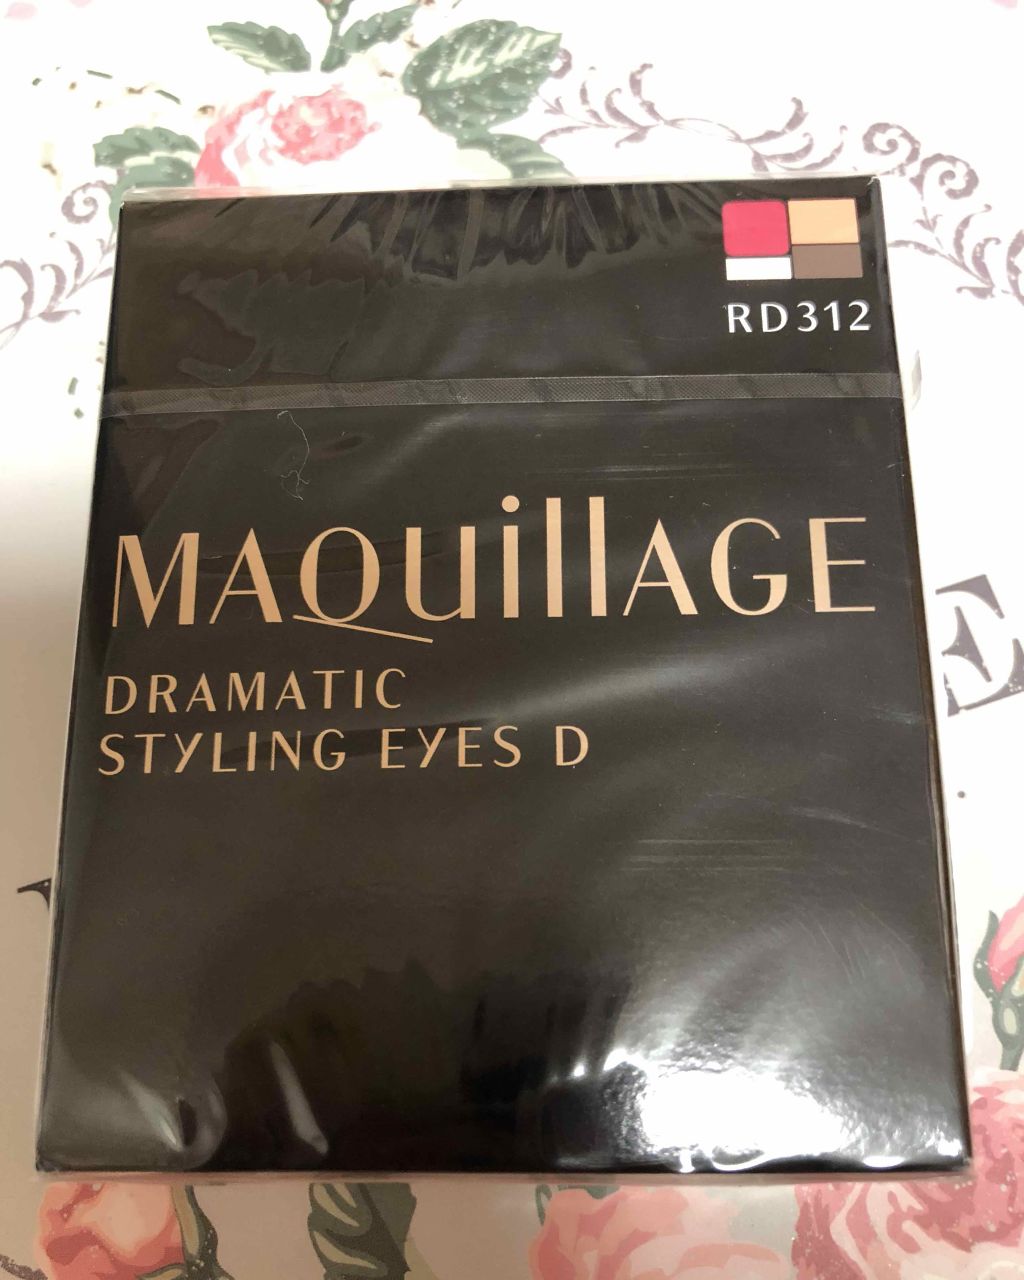 RD312
MAQuillAGE
DRAMATIC
STYLING EYES D
E